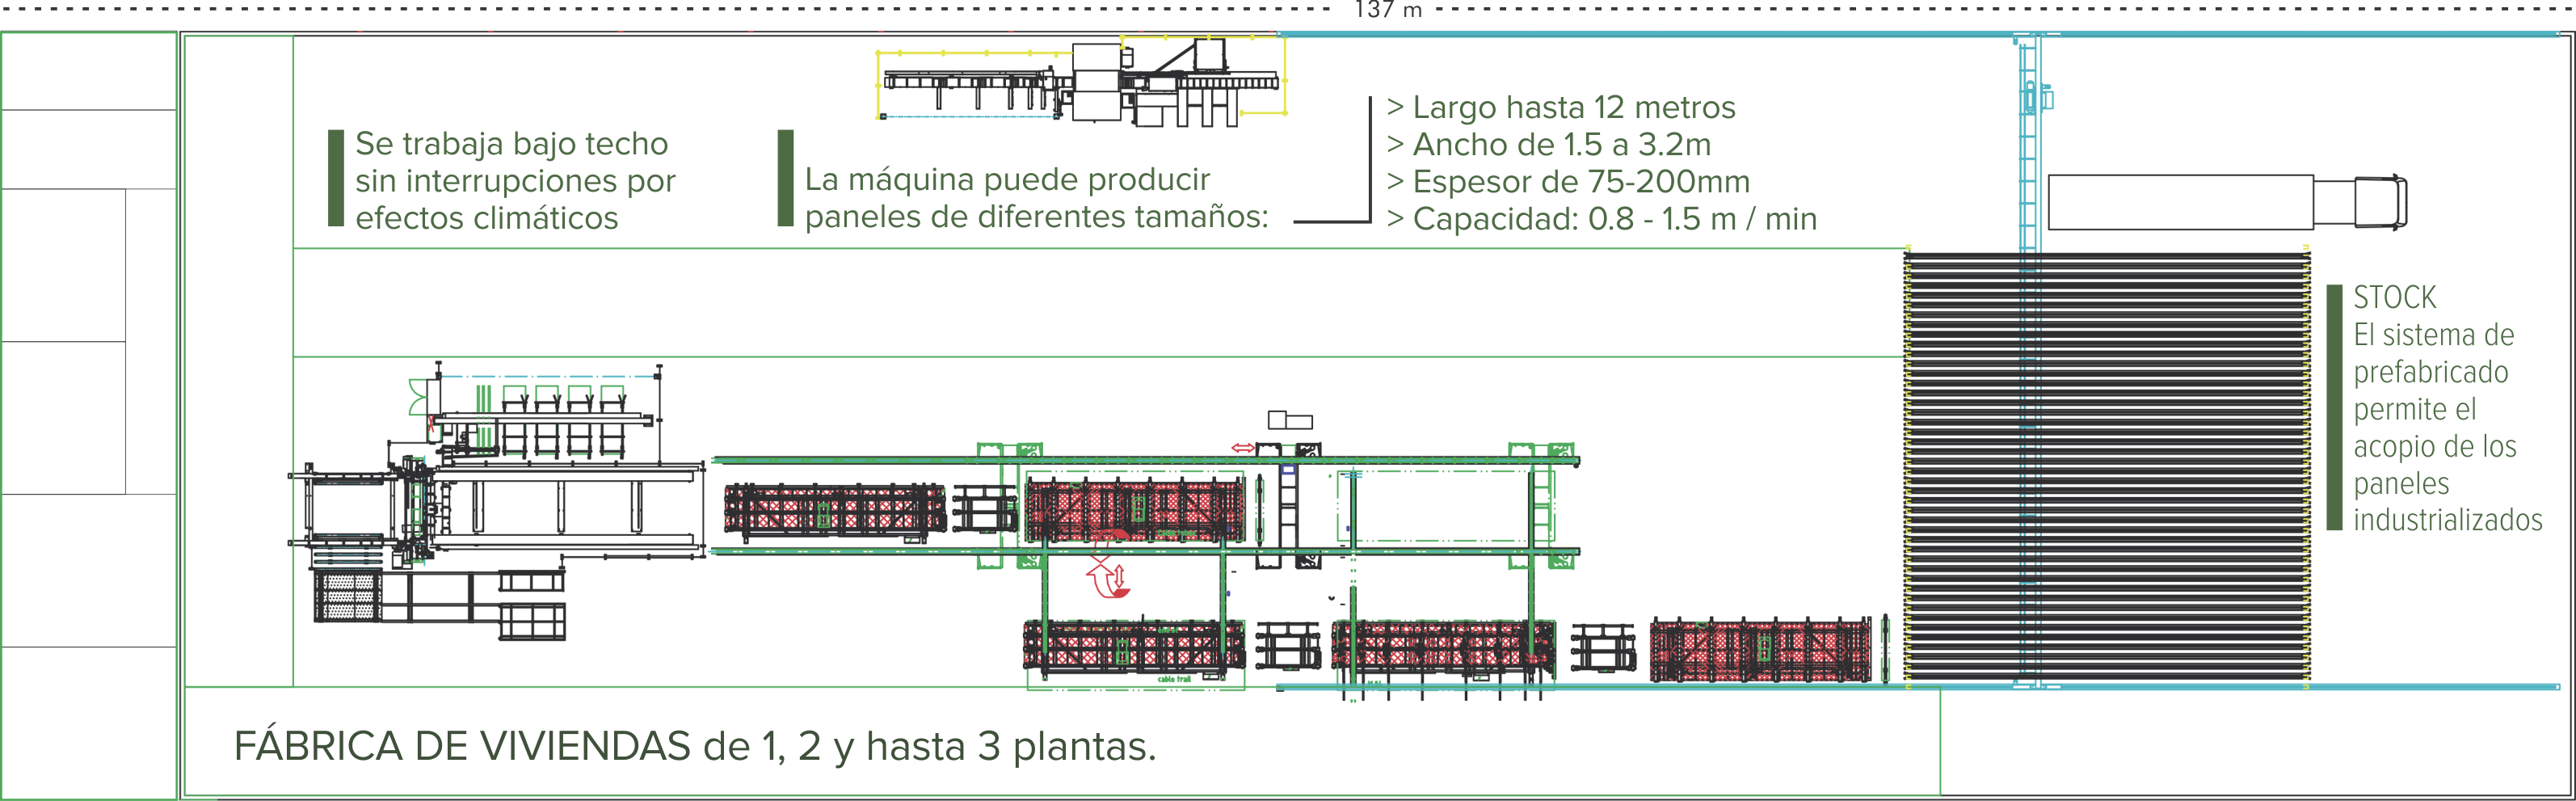 137 m
Se trabaja bajo techo
sin interrupciones por
efectos climáticos
La máquina puede producir
paneles de diferentes tamaños:
> Largo hasta 12 metros
> Ancho de 1.5 a 3.2m
> Espesor de 75-200mm
> Capacidad: 0.8 - 1.5 m / min
STOCK
El sistema de
prefabricado
permite el
acopio de los
paneles
industrializados
cable trail
FÁBRICA DE VIVIENDAS de 1, 2 y hasta 3 plantas.